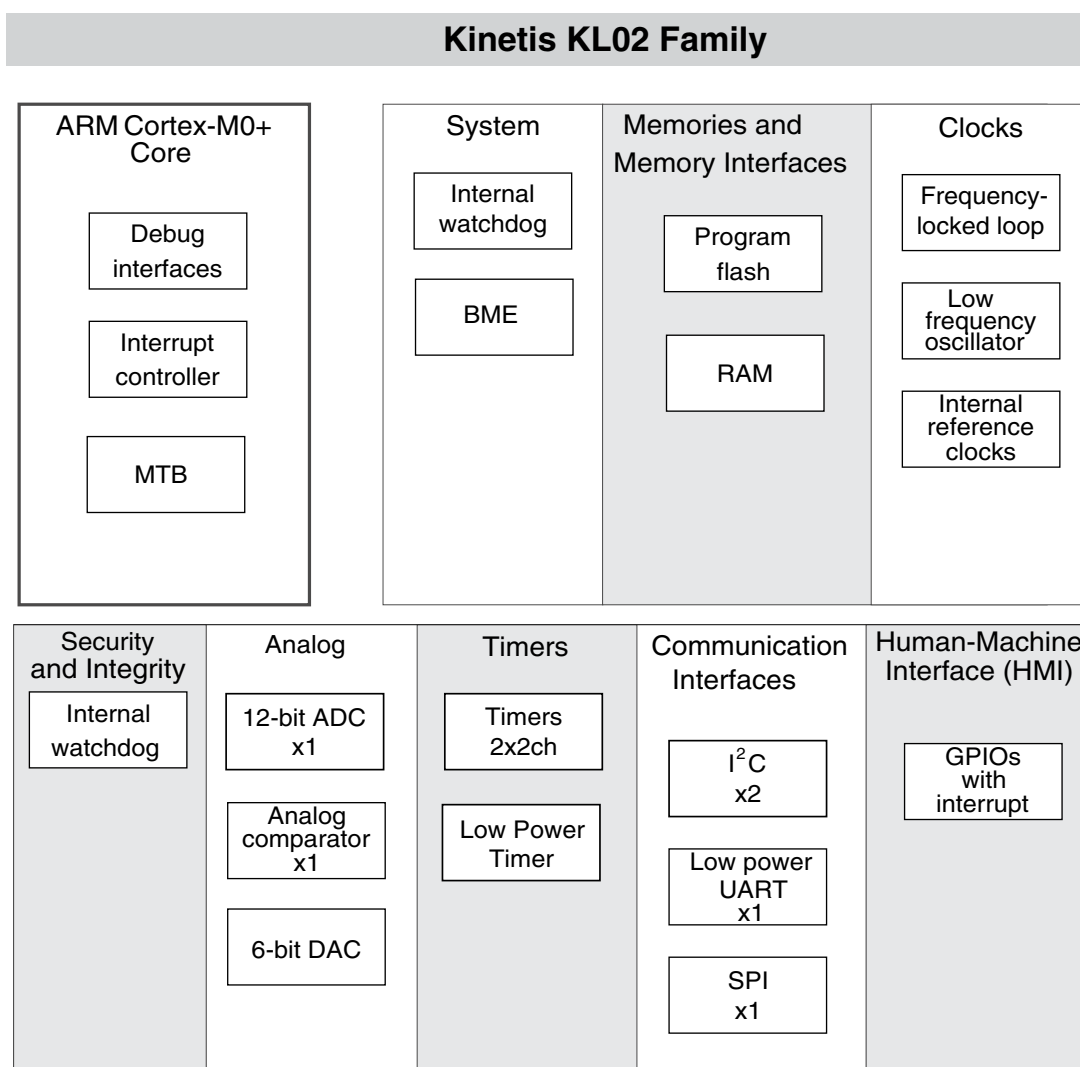 Kinetis KL02 Family
ARM Cortex-M0+
Core
Debug
interfaces
Interrupt
controller
MTB
System
Internal
watchdog
BME
Memories and
Memory Interfaces
Program
flash
RAM
Clocks
Frequency-
locked loop
Low
frequency
oscillator
Internal
reference
clocks
Security
and Integrity
Internal
watchdog
Analog
12-bit ADC
x1
Analog
comparator
x1
6-bit DAC
Timers
Timers
2x2ch
Low Power
Timer
Communication
Interfaces
I²C
x2
Low power
UART
x1
SPI
x1
Human-Machine
Interface (HMI)
GPIOs
with
interrupt